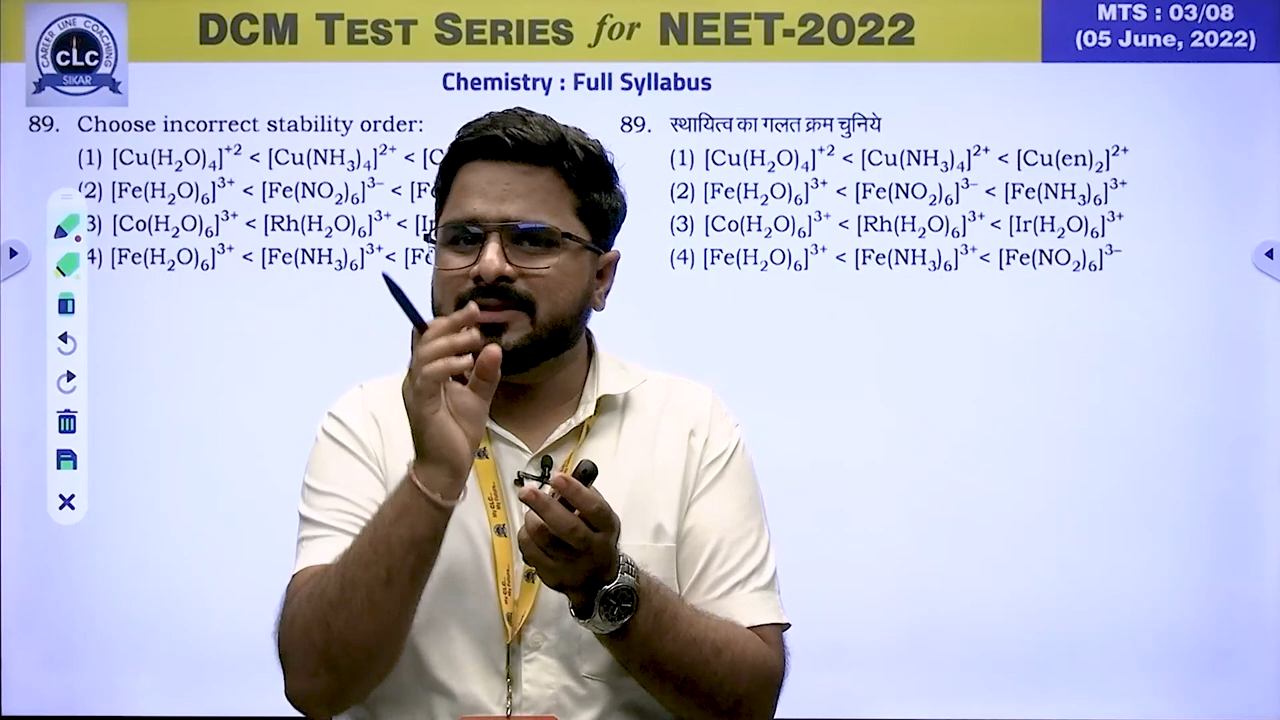 DCM TEST SERIES for NEET-2022
MTS : 03/08
(05 June, 2022)
CAREER LINE COACHING
CLC
SIKAR
Chemistry : Full Syllabus
89. Choose incorrect stability order:
(1) [Cu(H₂O)₄]⁺² < [Cu(NH₃)₄]²⁺ < [C
(2) [Fe(H₂O)₆]³⁺ < [Fe(NO₂)₆]³⁻ < [Fe
3) [Co(H₂O)₆]³⁺ < [Rh(H₂O)₆]³⁺ < [Ir
4) [Fe(H₂O)₆]³⁺ < [Fe(NH₃)₆]³⁺< [Fe
89. स्थायित्व का गलत क्रम चुनिये
(1) [Cu(H₂O)₄]⁺² < [Cu(NH₃)₄]²⁺ < [Cu(en)₂]²⁺
(2) [Fe(H₂O)₆]³⁺ < [Fe(NO₂)₆]³⁻ < [Fe(NH₃)₆]³⁺
(3) [Co(H₂O)₆]³⁺ < [Rh(H₂O)₆]³⁺ < [Ir(H₂O)₆]³⁺
(4) [Fe(H₂O)₆]³⁺ < [Fe(NH₃)₆]³⁺< [Fe(NO₂)₆]³⁻